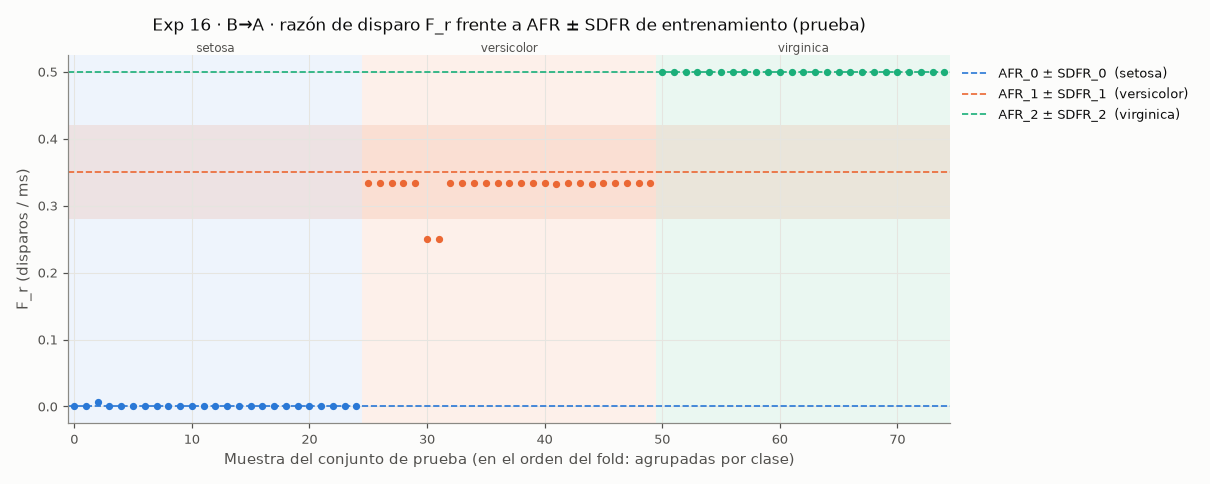 Exp 16 · B→A · razón de disparo F_r frente a AFR ± SDFR de entrenamiento (prueba)
setosa
versicolor
virginica
AFR_0 ± SDFR_0 (setosa)
AFR_1 ± SDFR_1 (versicolor)
AFR_2 ± SDFR_2 (virginica)
F_r (disparos / ms)
0.5
0.4
0.3
0.2
0.1
0.0
0 10 20 30 40 50 60 70
Muestra del conjunto de prueba (en el orden del fold: agrupadas por clase)